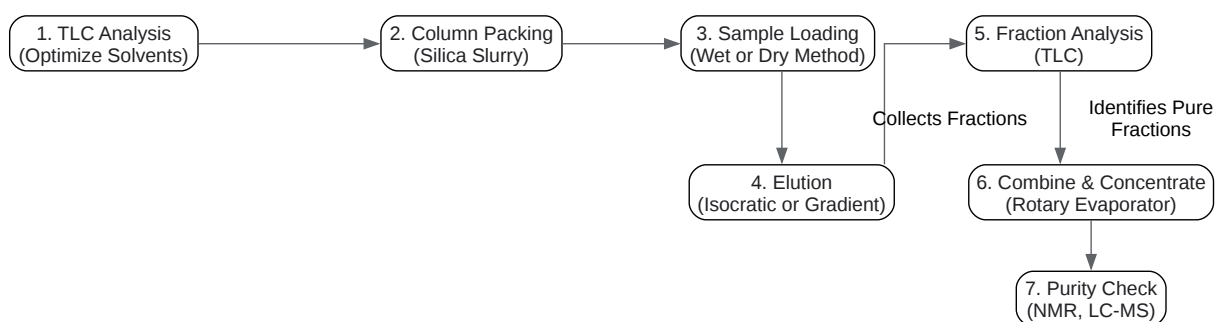 1. TLC Analysis
(Optimize Solvents)
2. Column Packing
(Silica Slurry)
3. Sample Loading
(Wet or Dry Method)
4. Elution
(Isocratic or Gradient)
Collects Fractions
5. Fraction Analysis
(TLC)
Identifies Pure
Fractions
6. Combine & Concentrate
(Rotary Evaporator)
7. Purity Check
(NMR, LC-MS)